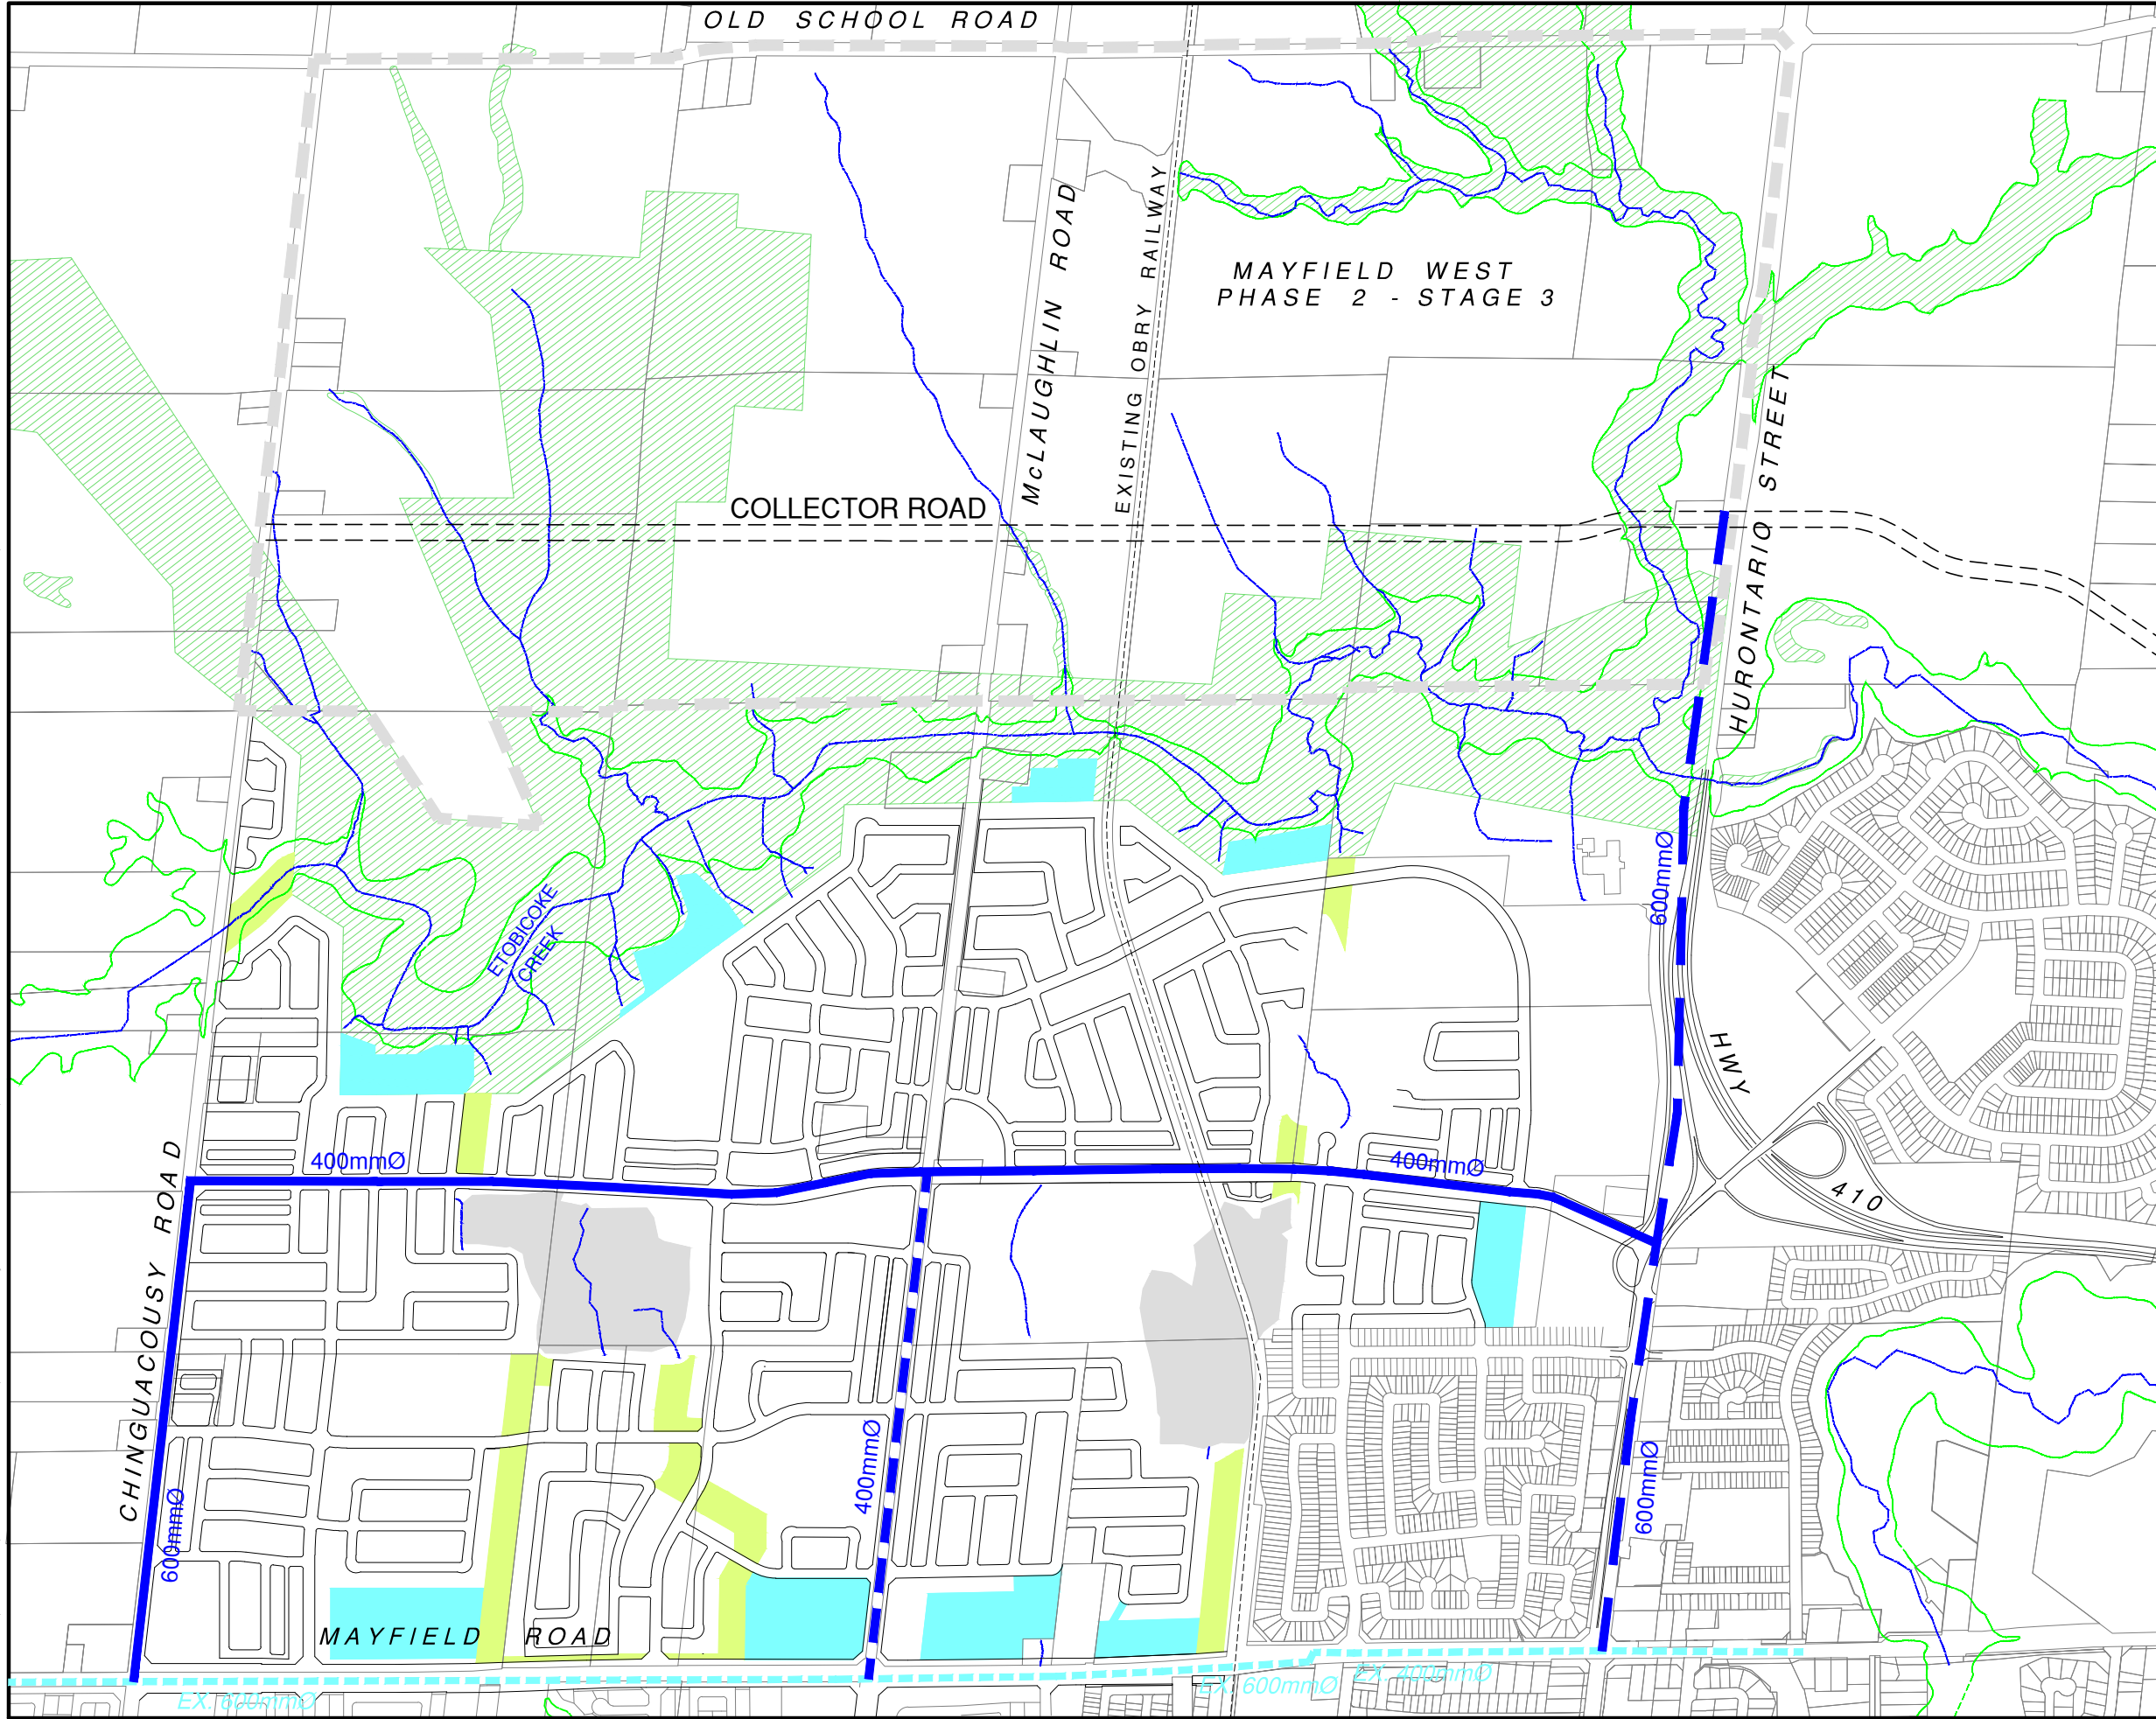 OLD SCHOOL ROAD
McLAUGHLIN ROAD
EXISTING OBRY RAILWAY
MAYFIELD WEST
PHASE 2 - STAGE 3
COLLECTOR ROAD
HURONTARIO STREET
600mmØ
ETOBICOKE
CREEK
HWY
410
CHINGUACOUSY ROAD
400mmØ
400mmØ
400mmØ
600mmØ
600mmØ
MAYFIELD ROAD
EX. 600mmØ
EX. 600mmØ
EX. 400mmØ